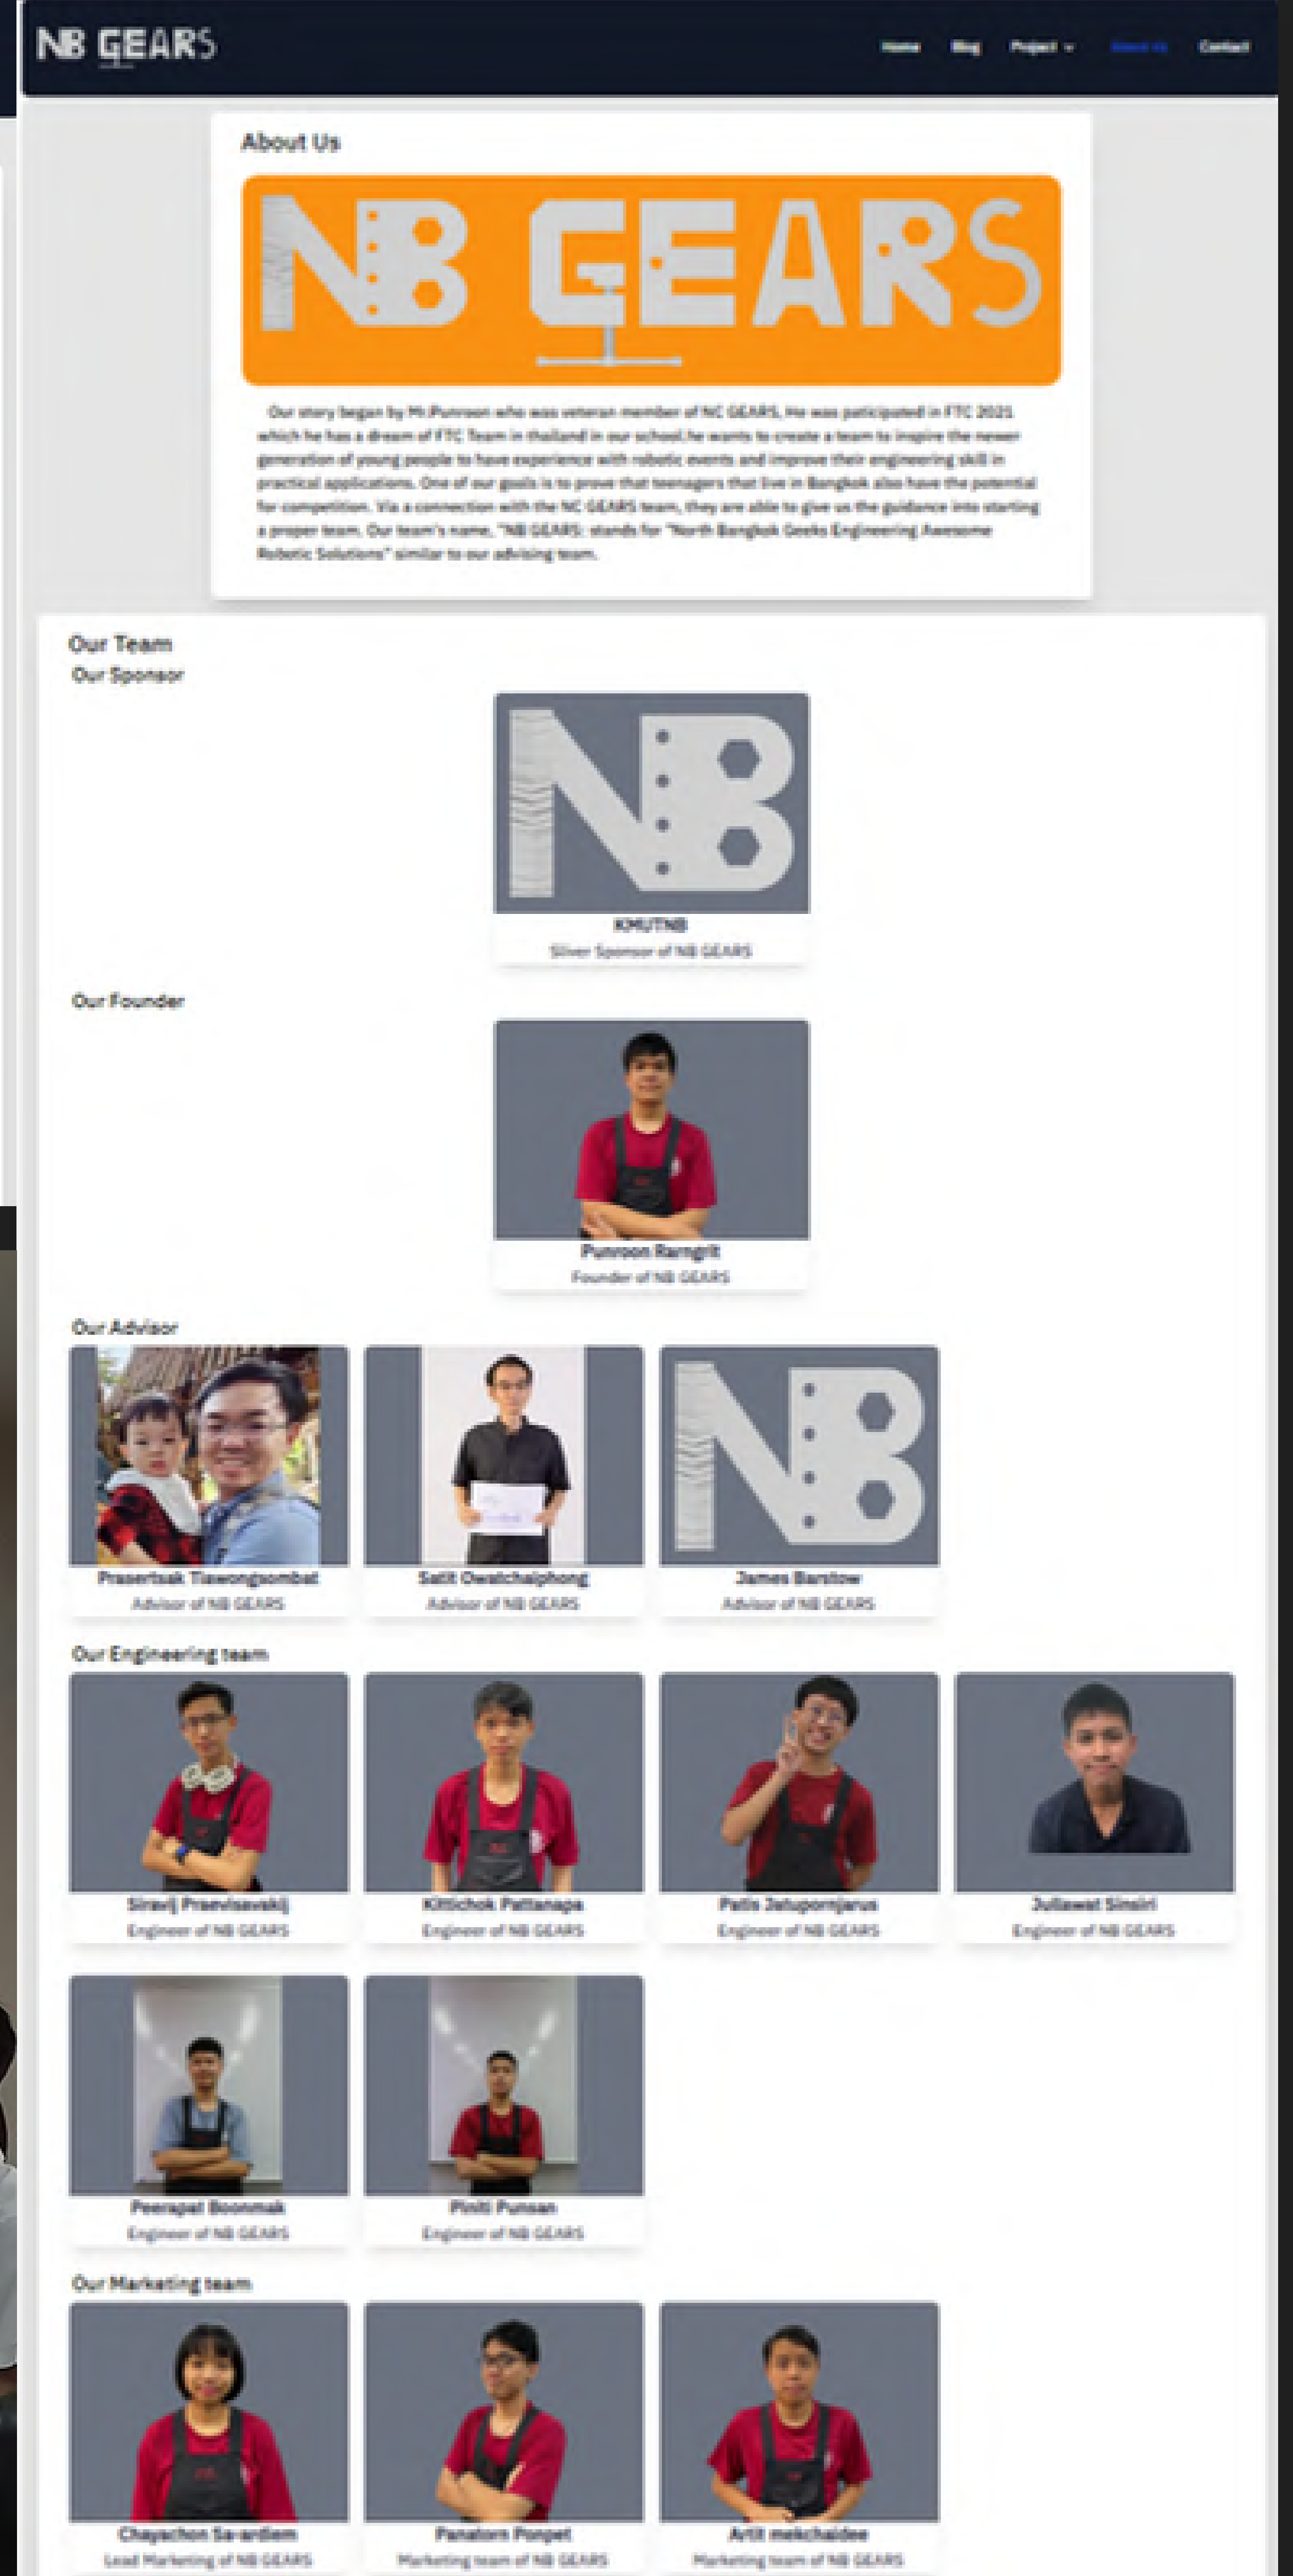 NB GEARS
Home Blog Project About Us Contact
About Us
NB GEARS
Our story began by Mr.Punroon who was veteran member of NC GEARS, He was paticipated in FTC 2021
which he has a dream of FTC Team in thailand in our school.he wants to create a team to inspire the newer
generation of young people to have experience with robotic events and improve their engineering skill in
practical applications. One of our goals is to prove that teenagers that live in Bangkok also have the potential
for competition. Via a connection with the NC GEARS team, they are able to give us the guidance into starting
a proper team. Our team's name, "NB GEARS: stands for "North Bangkok Geeks Engineering Awesome
Robotic Solutions" similar to our advising team.
Our Team
Our Sponsor
NB
KMUTNB
Silver Sponsor of NB GEARS
Our Founder
Punroon Rarngrit
Founder of NB GEARS
Our Advisor
NB
Prasertsak Tiawongsombat Satit Owatchaiphong James Barstow
Advisor of NB GEARS Advisor of NB GEARS Advisor of NB GEARS
Our Engineering team
Siravij Praevisavakij Kittichok Pattanapa Patis Jatupornjarus Jullawat Sinsiri
Engineer of NB GEARS Engineer of NB GEARS Engineer of NB GEARS Engineer of NB GEARS
Peerapat Boonmak Piniti Punsan
Engineer of NB GEARS Engineer of NB GEARS
Our Marketing team
Chayachon Sa-ardiem Panatorn Ponpet Artit mekchaidee
Lead Marketing of NB GEARS Marketing team of NB GEARS Marketing team of NB GEARS